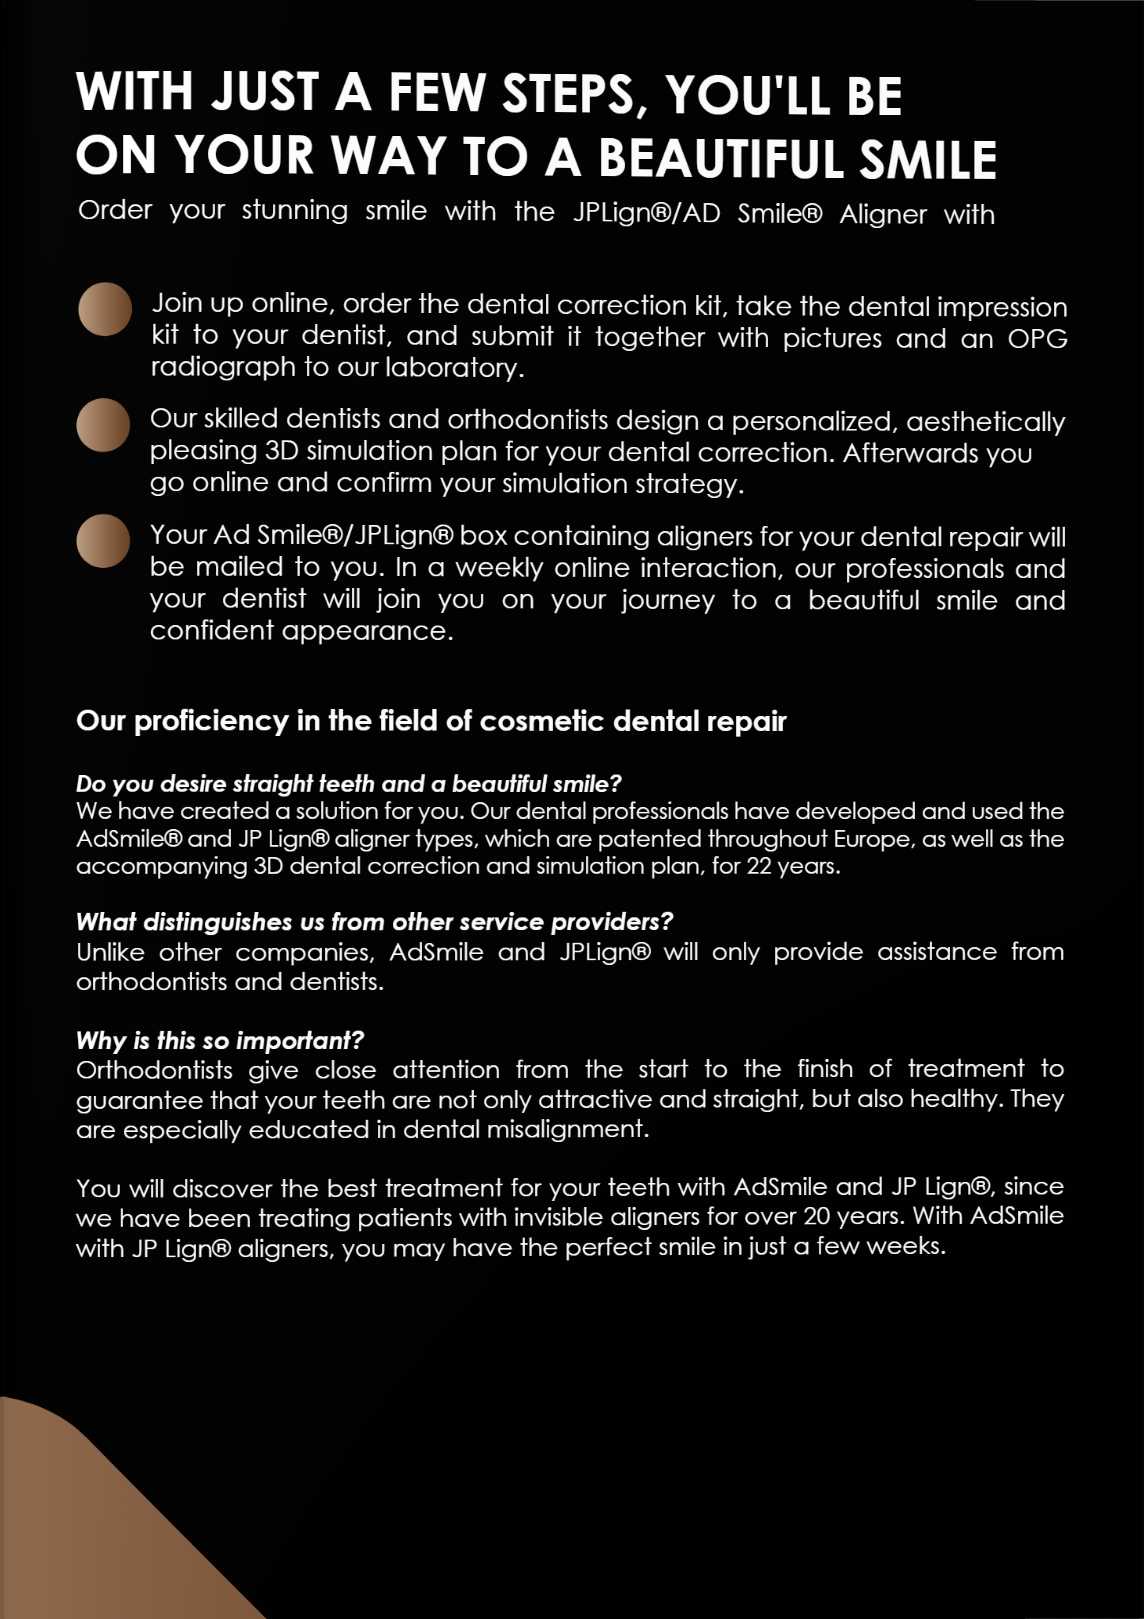 WITH JUST A FEW STEPS, YOU'LL BE
ON YOUR WAY TO A BEAUTIFUL SMILE
Order your stunning smile with the JPLign®/AD Smile® Aligner with
Join up online, order the dental correction kit, take the dental impression
kit to your dentist, and submit it together with pictures and an OPG
radiograph to our laboratory.
Our skilled dentists and orthodontists design a personalized, aesthetically
pleasing 3D simulation plan for your dental correction. Afterwards you
go online and confirm your simulation strategy.
Your Ad Smile®/JPLign® box containing aligners for your dental repair will
be mailed to you. In a weekly online interaction, our professionals and
your dentist will join you on your journey to a beautiful smile and
confident appearance.
Our proficiency in the field of cosmetic dental repair
Do you desire straight teeth and a beautiful smile?
We have created a solution for you. Our dental professionals have developed and used the
AdSmile® and JP Lign® aligner types, which are patented throughout Europe, as well as the
accompanying 3D dental correction and simulation plan, for 22 years.
What distinguishes us from other service providers?
Unlike other companies, AdSmile and JPLign® will only provide assistance from
orthodontists and dentists.
Why is this so important?
Orthodontists give close attention from the start to the finish of treatment to
guarantee that your teeth are not only attractive and straight, but also healthy. They
are especially educated in dental misalignment.
You will discover the best treatment for your teeth with AdSmile and JP Lign®, since
we have been treating patients with invisible aligners for over 20 years. With AdSmile
with JP Lign® aligners, you may have the perfect smile in just a few weeks.